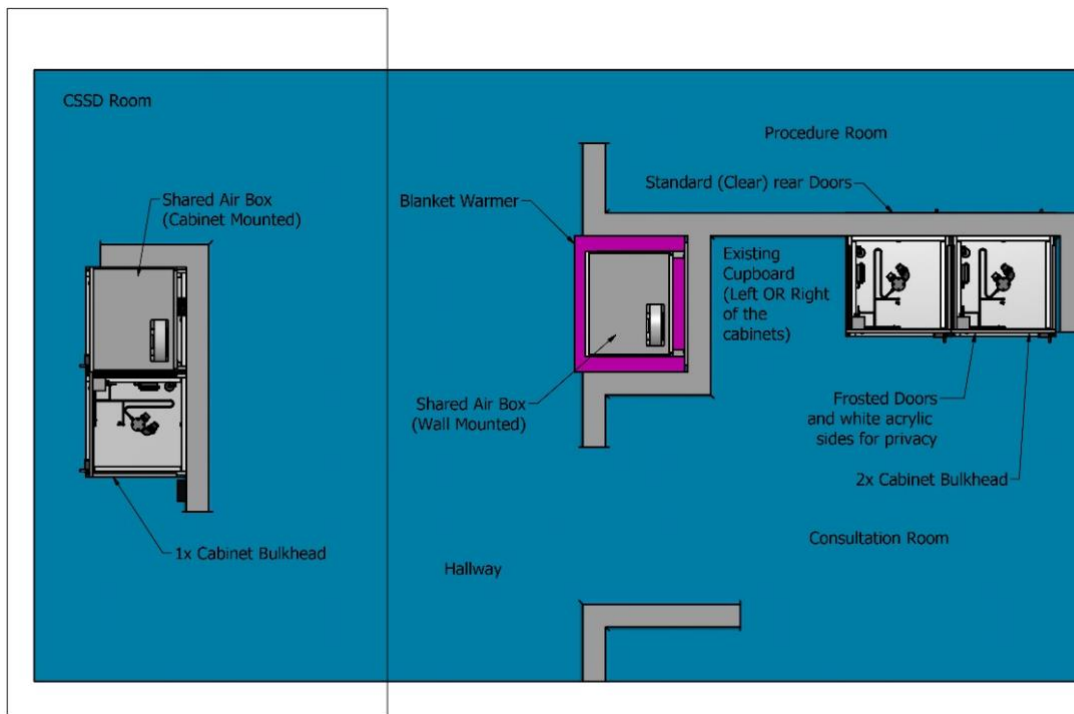 CSSD Room
Shared Air Box
(Cabinet Mounted)
1x Cabinet Bulkhead
Blanket Warmer
Shared Air Box
(Wall Mounted)
Hallway
Procedure Room
Standard (Clear) rear Doors
Existing
Cupboard
(Left OR Right
of the
cabinets)
Frosted Doors
and white acrylic
sides for privacy
2x Cabinet Bulkhead
Consultation Room